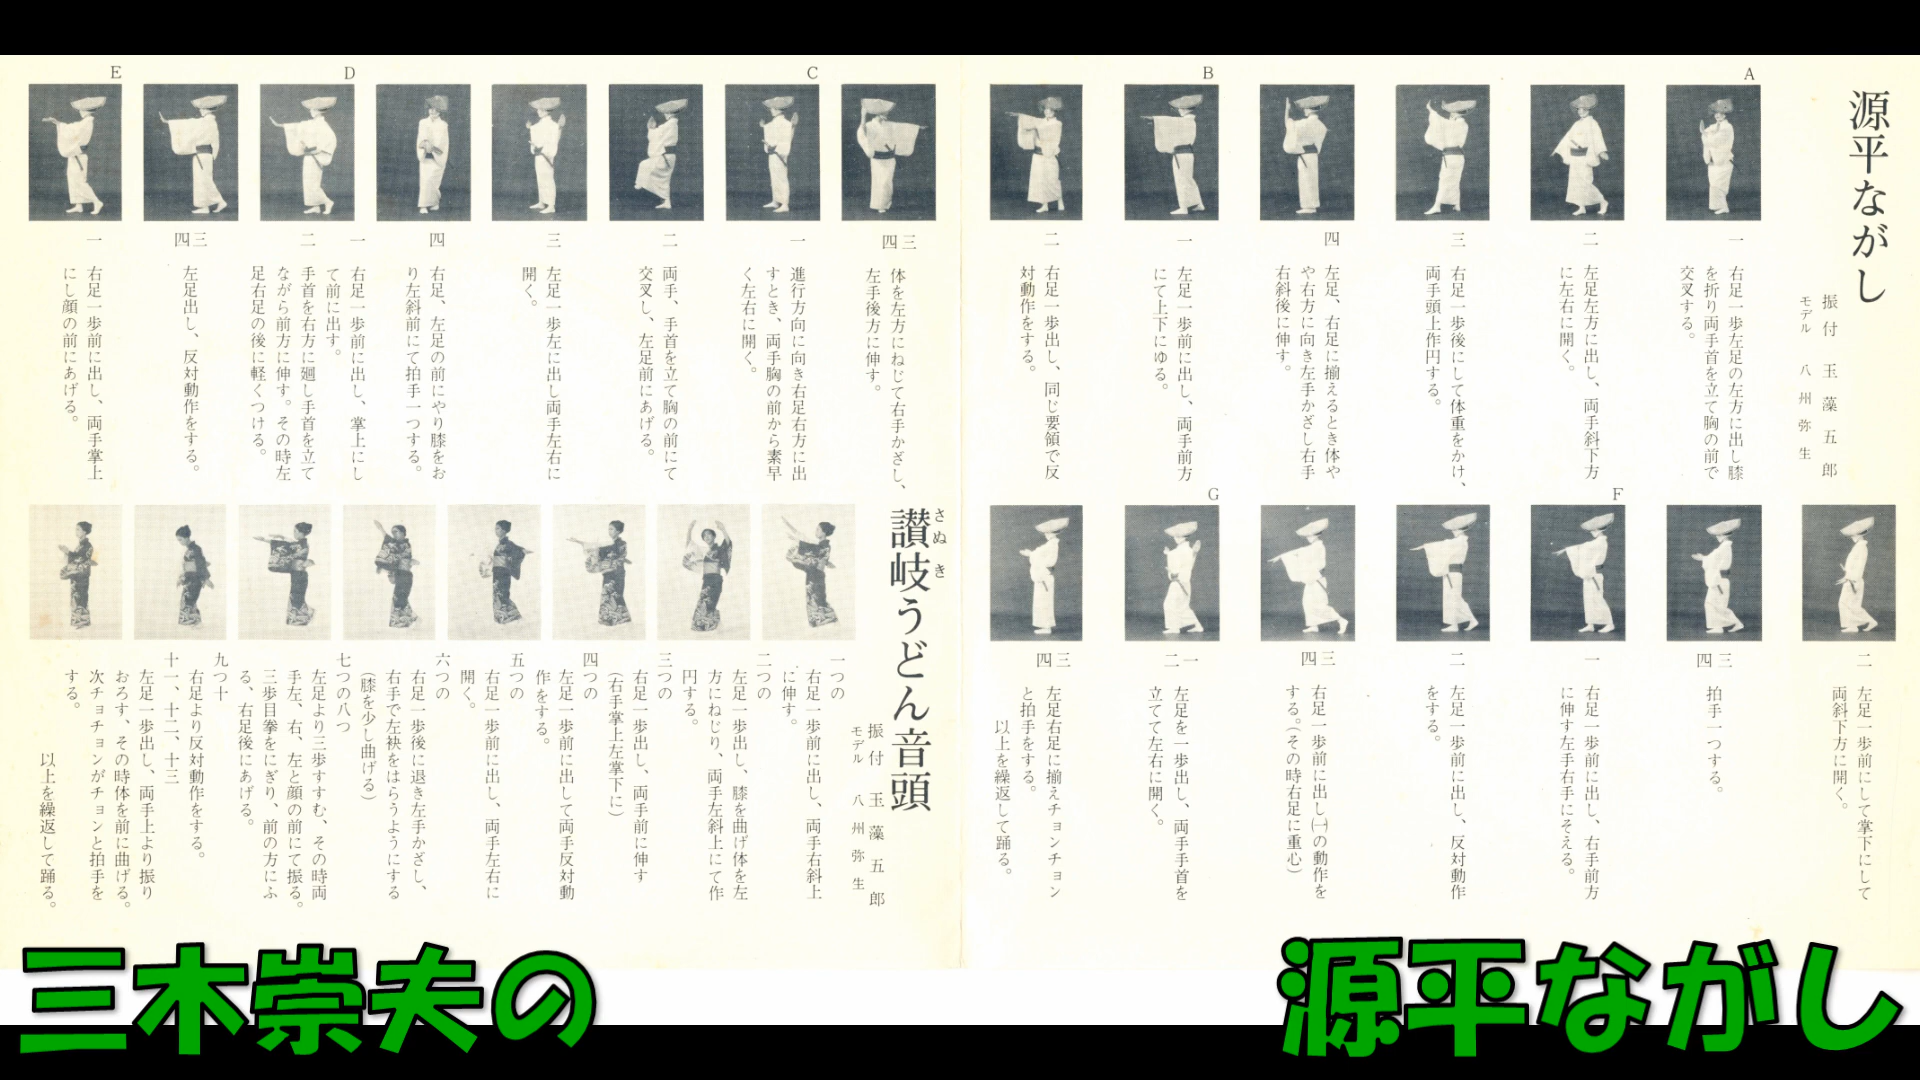 源平ながし
振付 玉藻五郎
モデル 八州弥生
A
一
右足一歩左足の左方に出し膝
を折り両手首を立て胸の前で
交叉する。
二
左足左方に出し、両手斜下方
に左右に開く。
三
右足一歩後にして体重をかけ、
両手頭上作円する。
四
左足、右足に揃えるとき体や
や右方に向き左手かざし右手
右斜後に伸す。
B
一
左足一歩前に出し、両手前方
にて上下にゆる。
二
右足一歩出し、同じ要領で反
対動作をする。
三
四
体を左方にねじて右手かざし、
左手後方に伸す。
C
一
進行方向に向き右足右方に出
すとき、両手胸の前から素早
く左右に開く。
二
両手、手首を立て胸の前にて
交叉し、左足前にあげる。
三
左足一歩左に出し両手左右に
開く。
四
右足、左足の前にやり膝をお
り左斜前にて拍手一つする。
D
一
右足一歩前に出し、掌上にし
て前に出す。
二
手首を右方に廻し手首を立て
ながら前方に伸す。その時左
足右足の後に軽くつける。
三
四
左足出し、反対動作をする。
E
一
右足一歩前に出し、両手掌上
にし顔の前にあげる。
二
左足一歩前にして掌下にして
両斜下方に開く。
三
四
拍手一つする。
F
一
右足一歩前に出し、右手前方
に伸す左手右手にそえる。
二
左足一歩前に出し、反対動作
をする。
三
四
右足一歩前に出し㈠の動作を
する。(その時右足に重心)
G
一
二
左足を一歩出し、両手手首を
立てて左右に開く。
三
四
左足右足に揃えチョンチョン
と拍手をする。
以上を繰返して踊る。
讃岐うどん音頭
さぬき
振付 玉藻五郎
モデル 八州弥生
一つの
右足一歩前に出し、両手右斜上
に伸す。
二つの
左足一歩出し、膝を曲げ体を左
方にねじり、両手左斜上にて作
円する。
三つの
右足一歩出し、両手前に伸す
(右手掌上左掌下に)
四つの
左足一歩前に出して両手反対動
作をする。
五つの
右足一歩前に出し、両手左右に
開く。
六つの
右足一歩後に退き左手かざし、
右手で左袂をはらうようにする
(膝を少し曲げる)
七つの八つ
左足より三歩すすむ、その時両
手左、右、左と顔の前にて振る。
三歩目拳をにぎり、前の方にふ
る、右足後にあげる。
九つ十
右足より反対動作をする。
十一、十二、十三
左足一歩出し、両手上より振り
おろす、その時体を前に曲げる。
次チョチョンがチョンと拍手を
する。
以上を繰返して踊る。
三木崇夫の
源平ながし